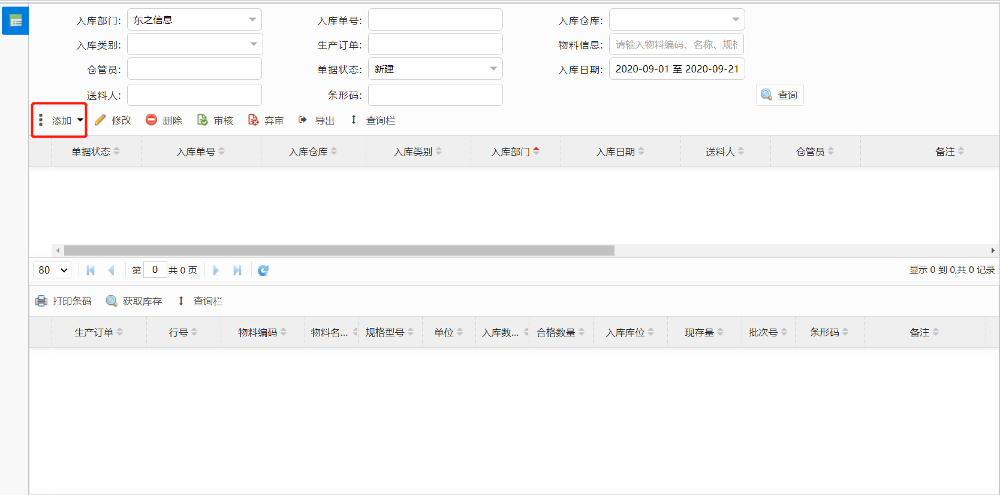 入库部门: 东之信息 入库单号: 入库仓库:
入库类别: 生产订单: 物料信息: 请输入物料编码、名称、规
仓管员: 单据状态: 新建 入库日期: 2020-09-01 至 2020-09-21
送料人: 条形码: 查询
添加 修改 删除 审核 弃审 导出 查询栏
单据状态 入库单号 入库仓库 入库类别 入库部门 入库日期 送料人 仓管员 备注
80 第 0 共 0 页 显示 0 到 0,共 0 记录
打印条码 获取库存 查询栏
生产订单 行号 物料编码 物料名... 规格型号 单位 入库数... 合格数量 入库库位 现存量 批次号 条形码 备注